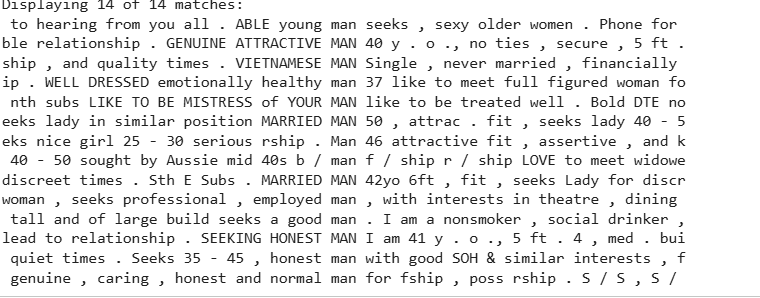 Displaying 14 of 14 matches:
to hearing from you all . ABLE young man seeks , sexy older women . Phone for
ble relationship . GENUINE ATTRACTIVE MAN 40 y . o ., no ties , secure , 5 ft .
ship , and quality times . VIETNAMESE MAN Single , never married , financially
ip . WELL DRESSED emotionally healthy man 37 like to meet full figured woman fo
nth subs LIKE TO BE MISTRESS of YOUR MAN like to be treated well . Bold DTE no
eeks lady in similar position MARRIED MAN 50 , attrac . fit , seeks lady 40 - 5
eks nice girl 25 - 30 serious rship . Man 46 attractive fit , assertive , and k
40 - 50 sought by Aussie mid 40s b / man f / ship r / ship LOVE to meet widowe
discreet times . Sth E Subs . MARRIED MAN 42yo 6ft , fit , seeks Lady for discr
woman , seeks professional , employed man , with interests in theatre , dining
tall and of large build seeks a good man . I am a nonsmoker , social drinker ,
lead to relationship . SEEKING HONEST MAN I am 41 y . o ., 5 ft . 4 , med . bui
quiet times . Seeks 35 - 45 , honest man with good SOH & similar interests , f
genuine , caring , honest and normal man for fship , poss rship . S / S , S /